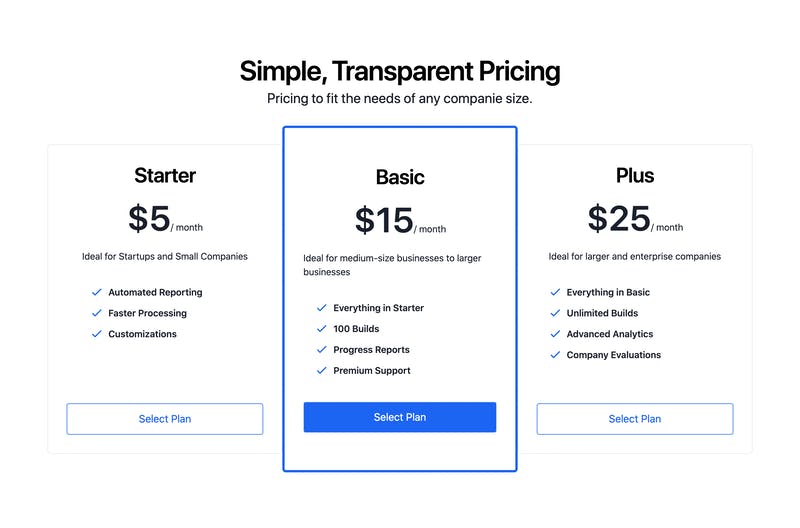 Simple, Transparent Pricing
Pricing to fit the needs of any companie size.
Starter
$5/ month
Ideal for Startups and Small Companies
Automated Reporting
Faster Processing
Customizations
Select Plan
Basic
$15/ month
Ideal for medium-size businesses to larger
businesses
Everything in Starter
100 Builds
Progress Reports
Premium Support
Select Plan
Plus
$25/ month
Ideal for larger and enterprise companies
Everything in Basic
Unlimited Builds
Advanced Analytics
Company Evaluations
Select Plan